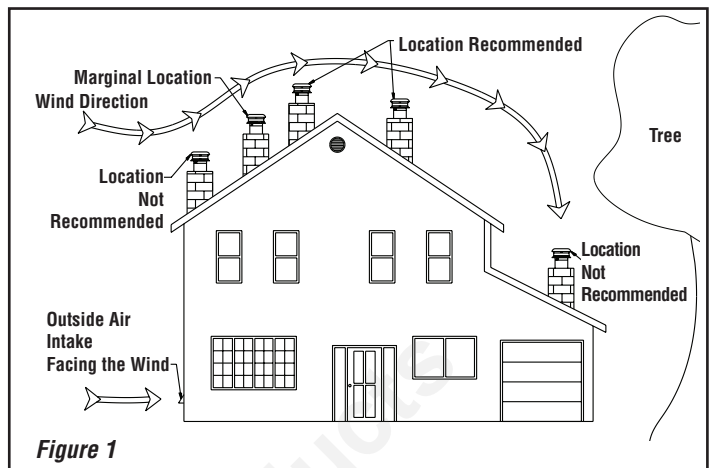 Location Recommended
Marginal Location
Wind Direction
Tree
Location
Not
Recommended
Location
Not
Recommended
Outside Air
Intake
Facing the Wind
Figure 1